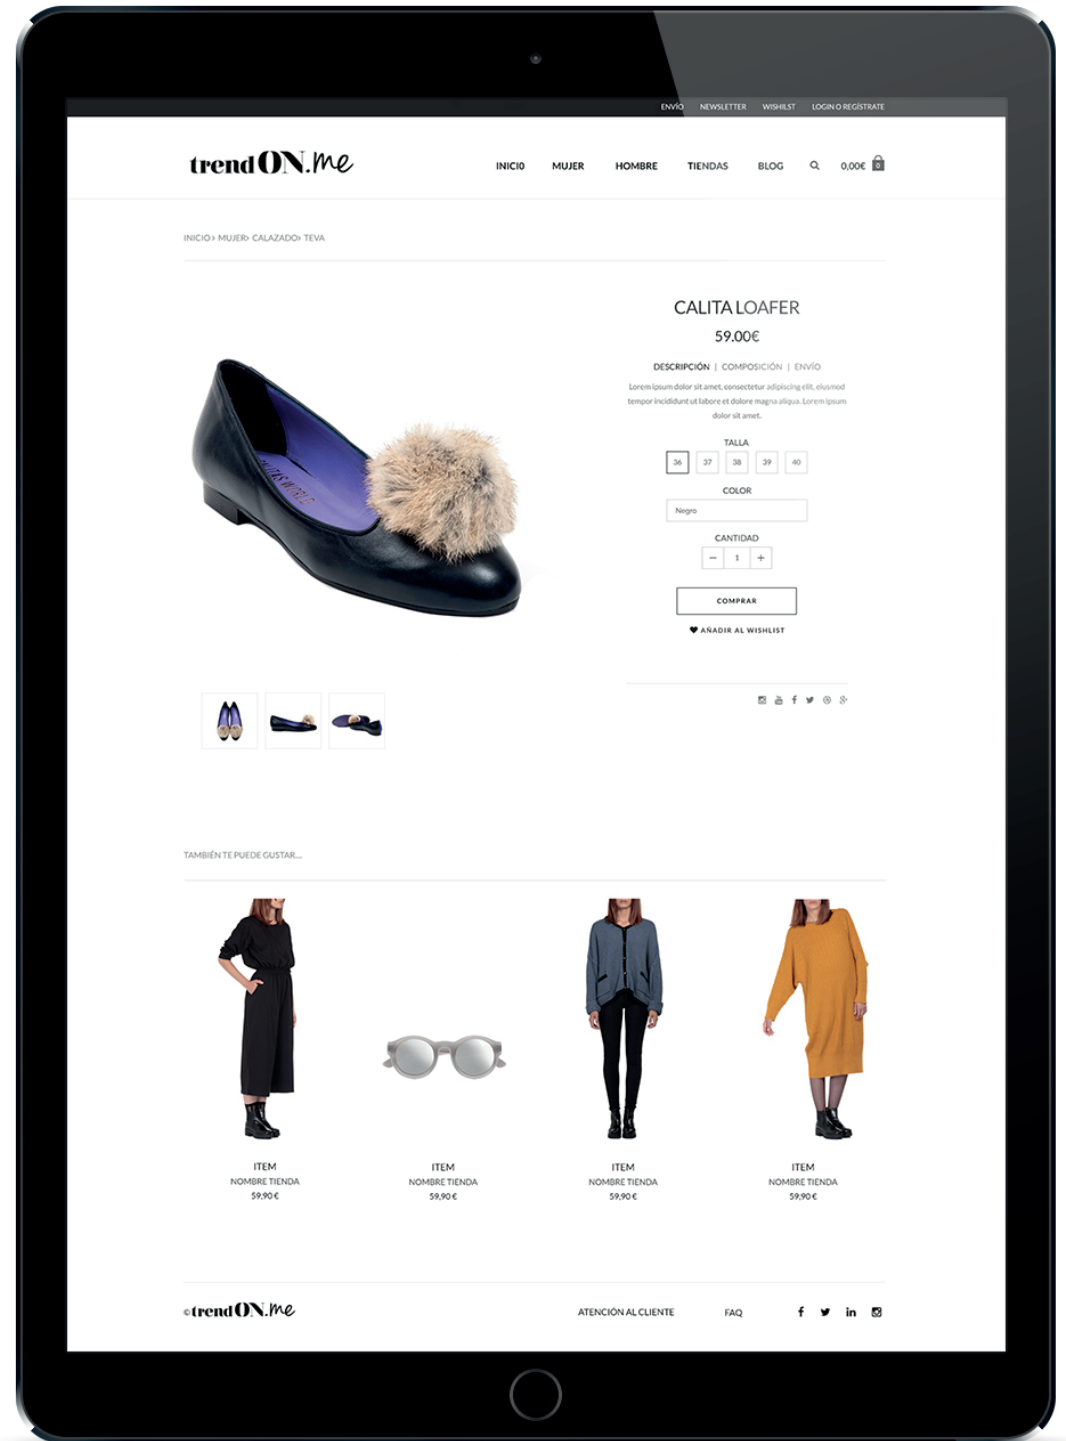 ENVÍO NEWSLETTER WISHILST LOGIN O REGÍSTRATE
trendON.me
INICIO MUJER HOMBRE TIENDAS BLOG 0,00€ 0
INICIO› MUJER› CALAZADO› TEVA
CALITA LOAFER
59.00€
DESCRIPCIÓN | COMPOSICIÓN | ENVÍO
Lorem ipsum dolor sit amet, consectetur adipiscing elit, eiusmod
tempor incididunt ut labore et dolore magna aliqua. Lorem ipsum
dolor sit amet.
TALLA
36 37 38 39 40
COLOR
Negro
CANTIDAD
− 1 +
COMPRAR
AÑADIR AL WISHLIST
TAMBIÉN TE PUEDE GUSTAR...
ITEM ITEM ITEM ITEM
NOMBRE TIENDA NOMBRE TIENDA NOMBRE TIENDA NOMBRE TIENDA
59,90 € 59,90 € 59,90 € 59,90 €
©trendON.me ATENCIÓN AL CLIENTE FAQ